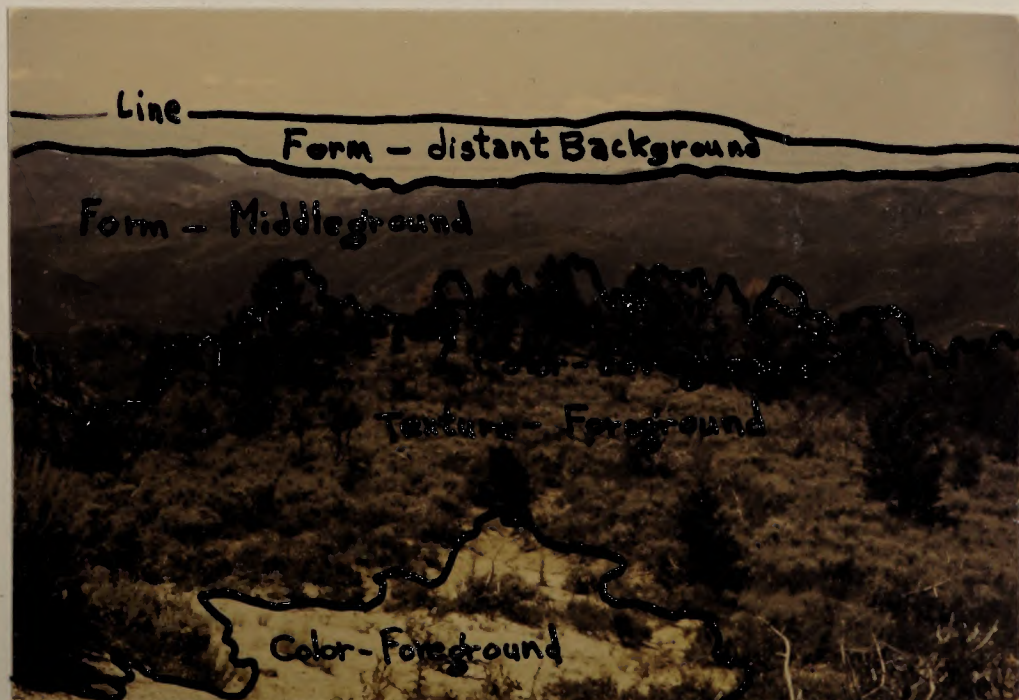 Line
Form - distant Background
Form - Middleground
Texture - Foreground
Color - Foreground